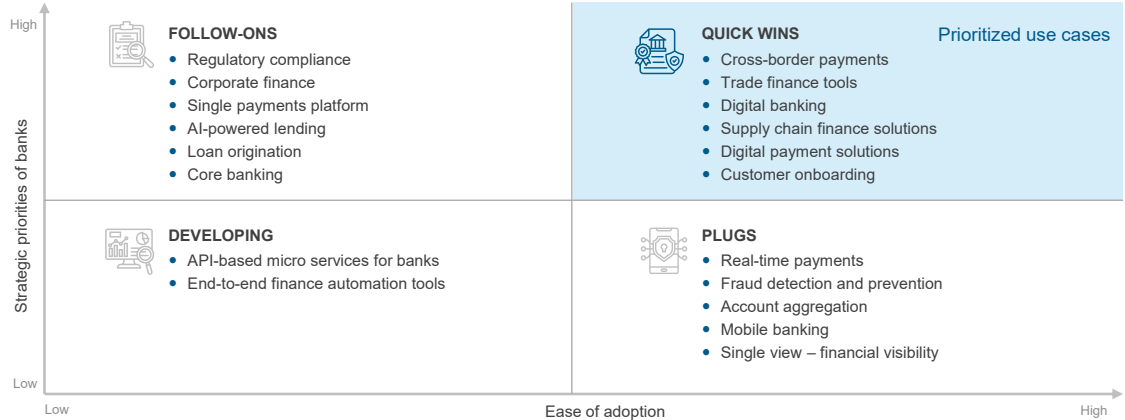 High
Strategic priorities of banks
FOLLOW-ONS
• Regulatory compliance
• Corporate finance
• Single payments platform
• AI-powered lending
• Loan origination
• Core banking
QUICK WINS
Prioritized use cases
• Cross-border payments
• Trade finance tools
• Digital banking
• Supply chain finance solutions
• Digital payment solutions
• Customer onboarding
DEVELOPING
• API-based micro services for banks
• End-to-end finance automation tools
PLUGS
• Real-time payments
• Fraud detection and prevention
• Account aggregation
• Mobile banking
• Single view – financial visibility
Low
Low
Ease of adoption
High